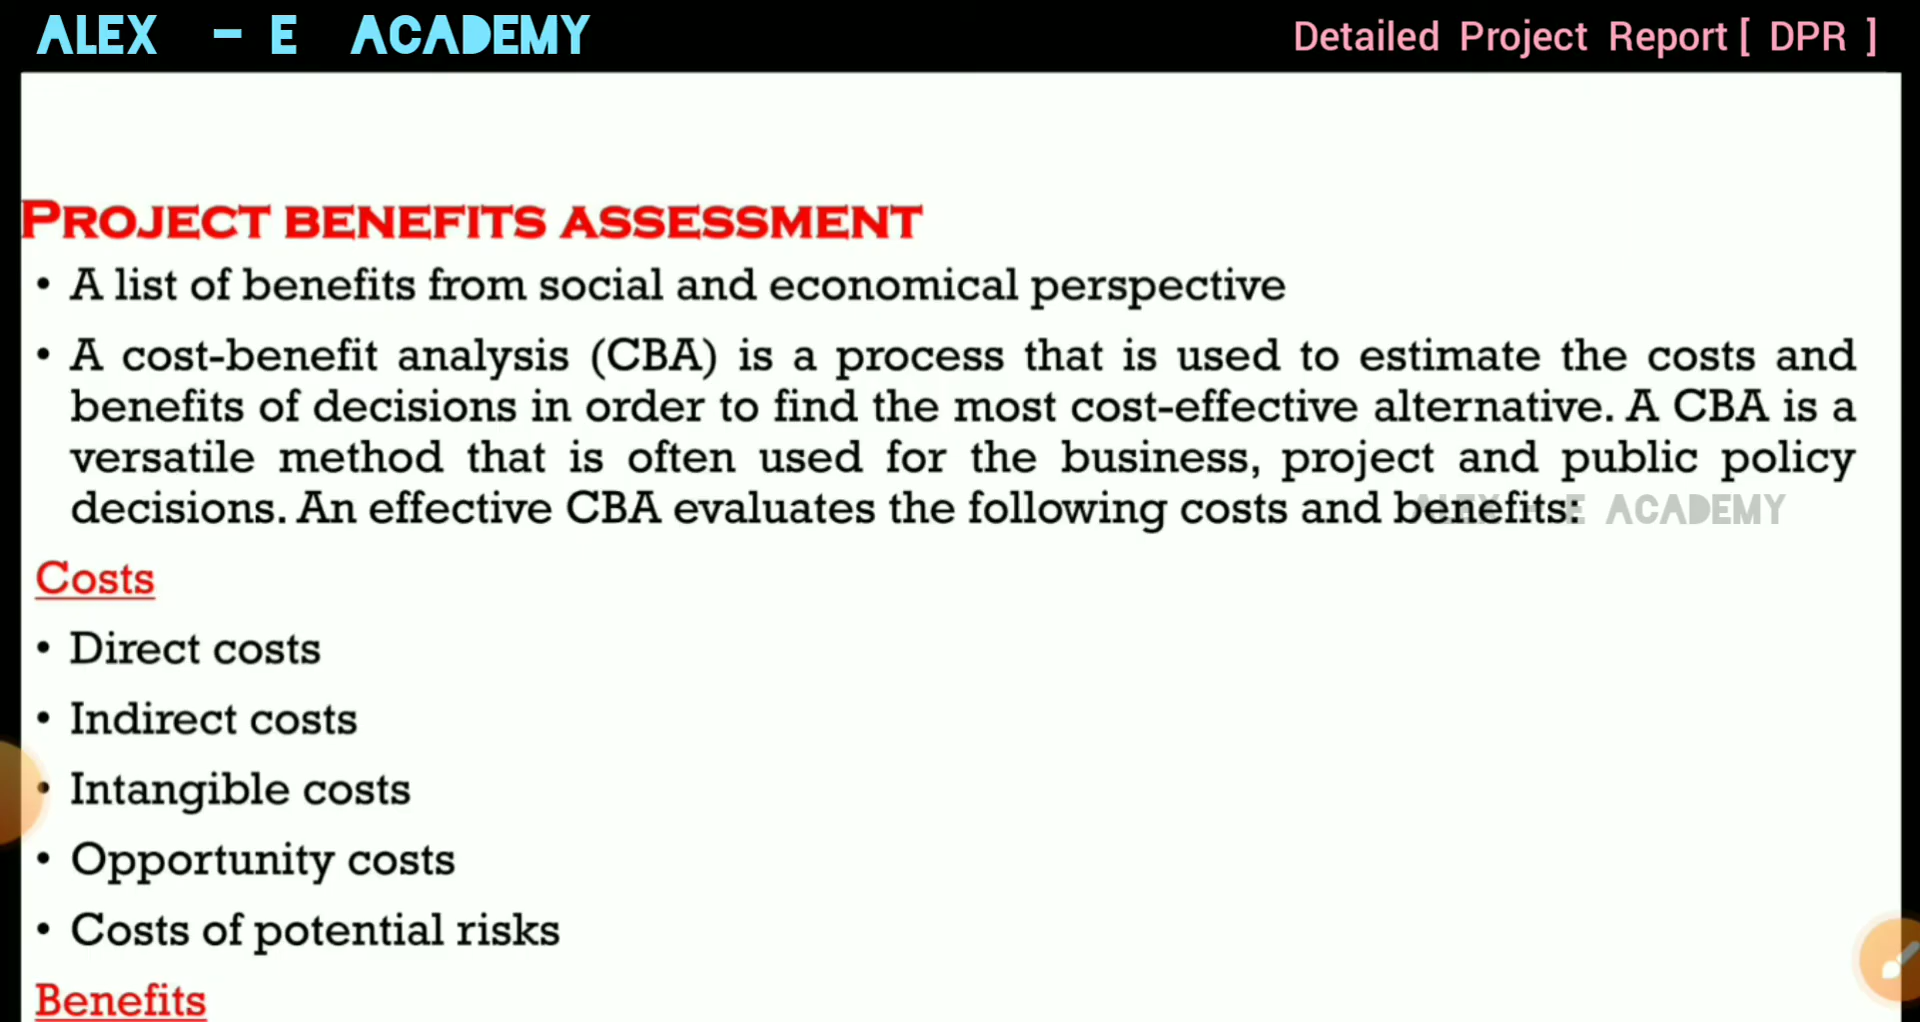 ALEX - E ACADEMY
Detailed Project Report [ DPR ]
PROJECT BENEFITS ASSESSMENT
• A list of benefits from social and economical perspective
• A cost-benefit analysis (CBA) is a process that is used to estimate the costs and
benefits of decisions in order to find the most cost-effective alternative. A CBA is a
versatile method that is often used for the business, project and public policy
decisions. An effective CBA evaluates the following costs and benefits:
ALEX - E ACADEMY
Costs
• Direct costs
• Indirect costs
• Intangible costs
• Opportunity costs
• Costs of potential risks
Benefits